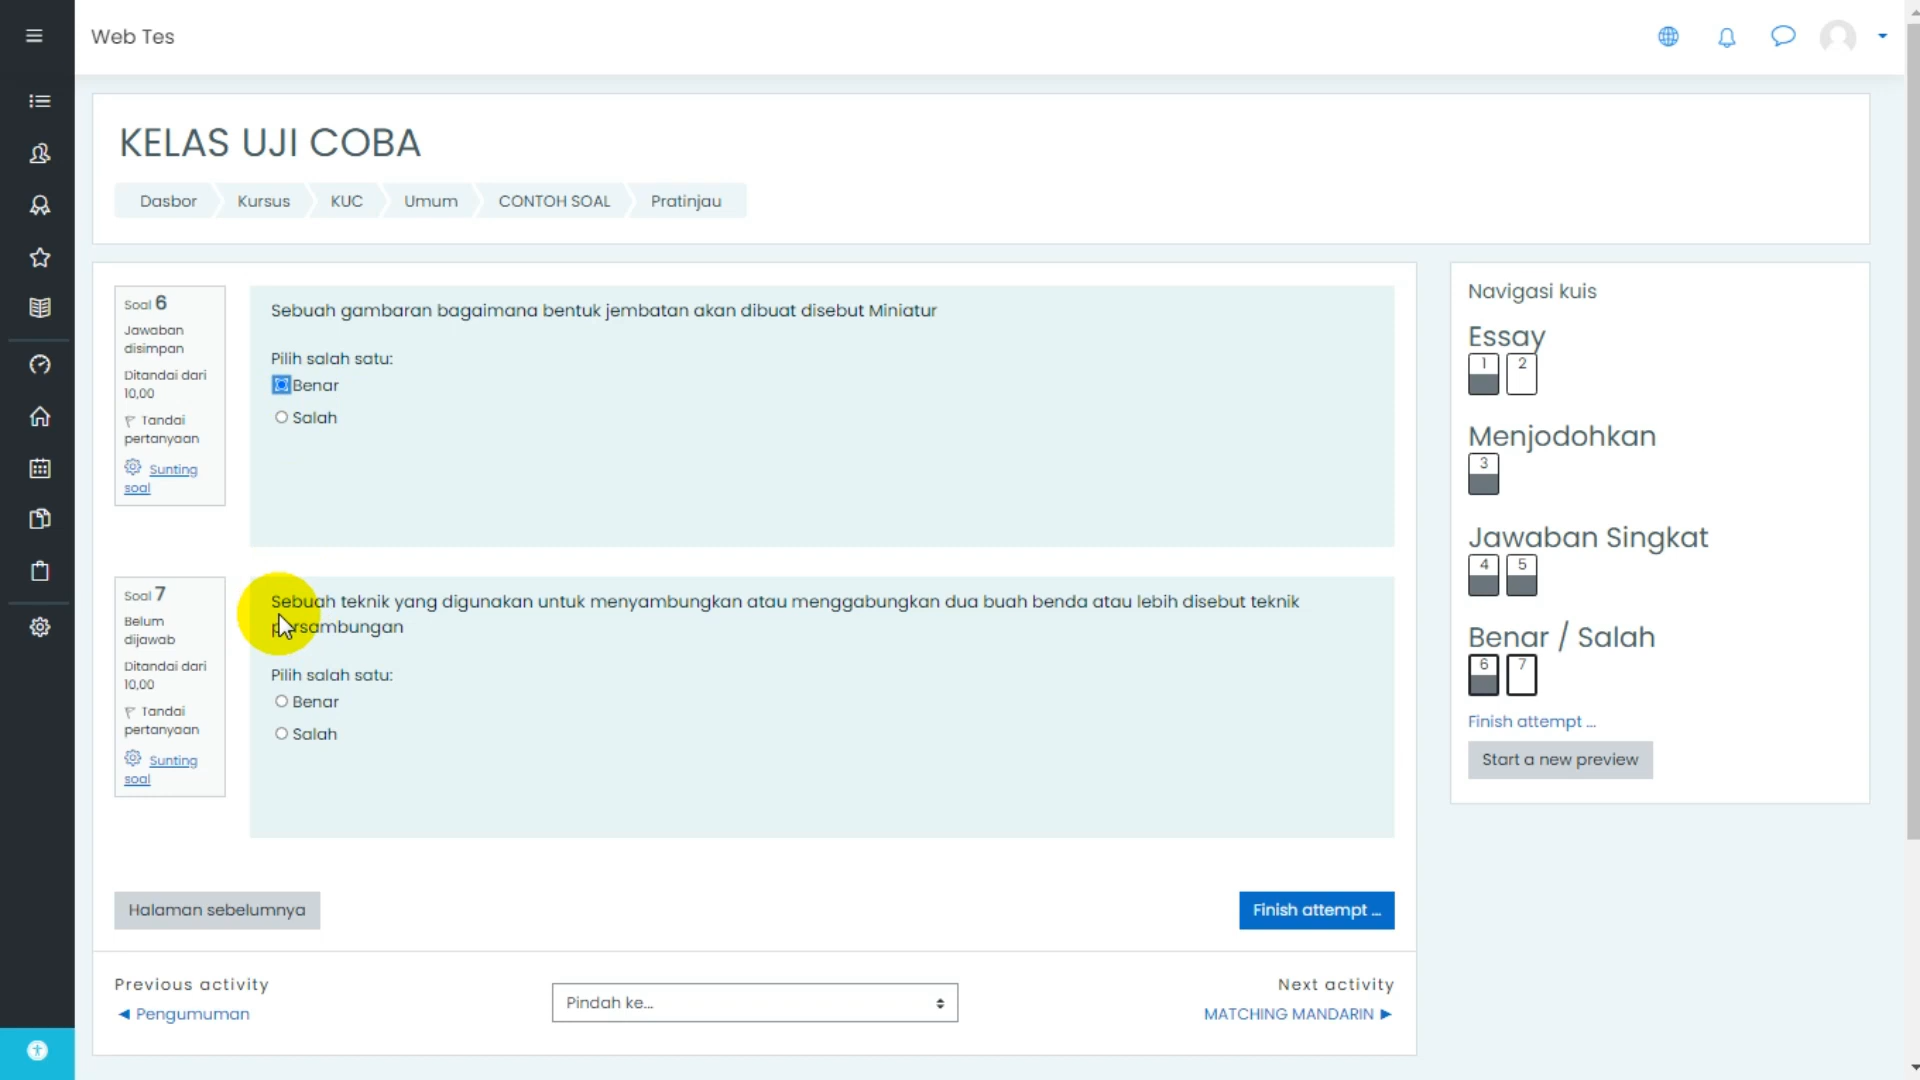 Web Tes
KELAS UJI COBA
Dasbor
Kursus
KUC
Umum
CONTOH SOAL
Pratinjau
Soal 6
Jawaban
disimpan
Ditandai dari
10,00
Tandai
pertanyaan
Sunting
soal
Sebuah gambaran bagaimana bentuk jembatan akan dibuat disebut Miniatur
Pilih salah satu:
Benar
Salah
Soal 7
Belum
dijawab
Ditandai dari
10,00
Tandai
pertanyaan
Sunting
soal
Sebuah teknik yang digunakan untuk menyambungkan atau menggabungkan dua buah benda atau lebih disebut teknik
persambungan
Pilih salah satu:
Benar
Salah
Halaman sebelumnya
Finish attempt ...
Previous activity
◄ Pengumuman
Pindah ke...
Next activity
MATCHING MANDARIN ►
Navigasi kuis
Essay
1 2
Menjodohkan
3
Jawaban Singkat
4 5
Benar / Salah
6 7
Finish attempt ...
Start a new preview